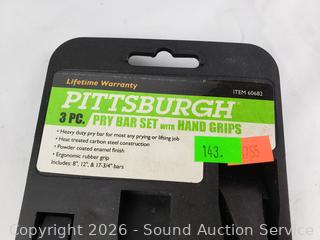 Lifetime Warranty
ITEM 60682
PITTSBURGH®
3 PC. PRY BAR SET WITH HAND GRIPS
• Heavy duty pry bar for most any prying or lifting job
• Heat treated carbon steel construction
• Powder coated enamel finish
• Ergonomic rubber grip
• Includes: 8", 12", & 17-3/4" bars
143.
5755
Copyright 2026 - Sound Auction Service